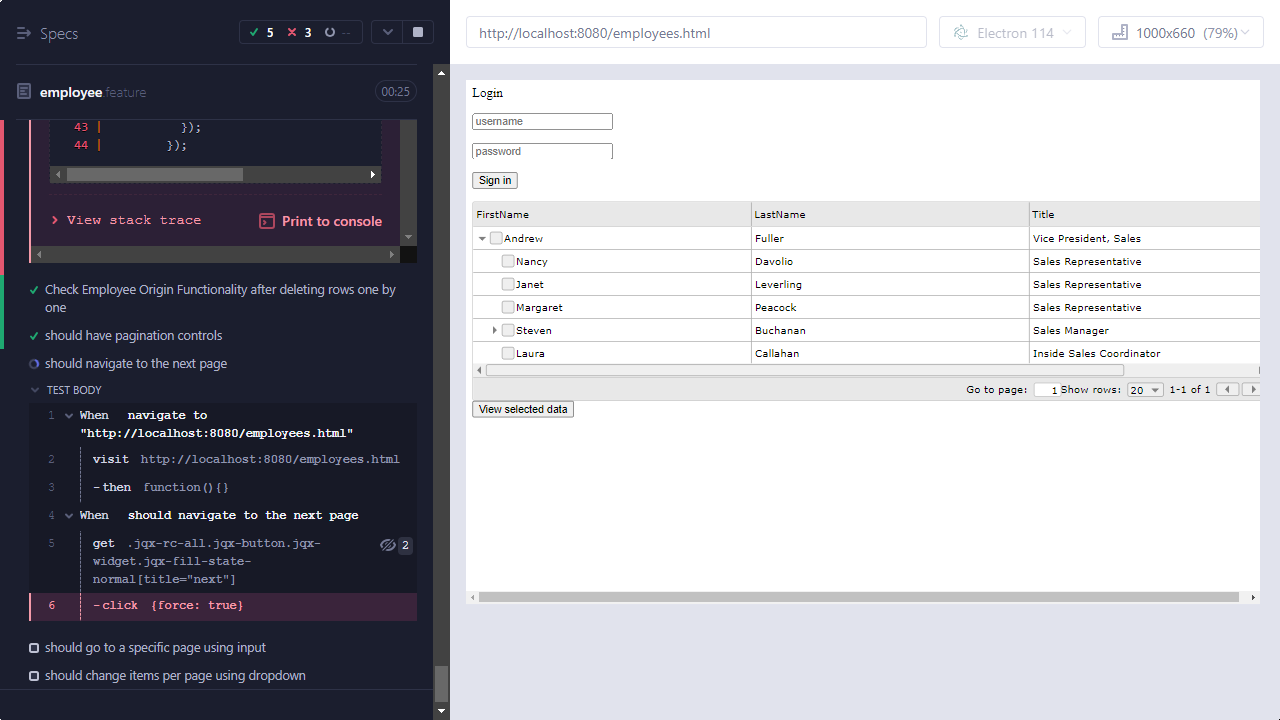 Specs
5
3
--
http://localhost:8080/employees.html
Electron 114
1000x660 (79%)
employee.feature
00:25
43 | });
44 | });
View stack trace
Print to console
Check Employee Origin Functionality after deleting rows one by
one
should have pagination controls
should navigate to the next page
TEST BODY
1 When navigate to
"http://localhost:8080/employees.html"
2 visit http://localhost:8080/employees.html
3 -then function(){}
4 When should navigate to the next page
5 get .jqx-rc-all.jqx-button.jqx-
widget.jqx-fill-state-
normal[title="next"]
2
6 -click {force: true}
should go to a specific page using input
should change items per page using dropdown
Login
username
password
Sign in
FirstName LastName Title
Andrew Fuller Vice President, Sales
Nancy Davolio Sales Representative
Janet Leverling Sales Representative
Margaret Peacock Sales Representative
Steven Buchanan Sales Manager
Laura Callahan Inside Sales Coordinator
Go to page: 1 Show rows: 20 1-1 of 1
View selected data